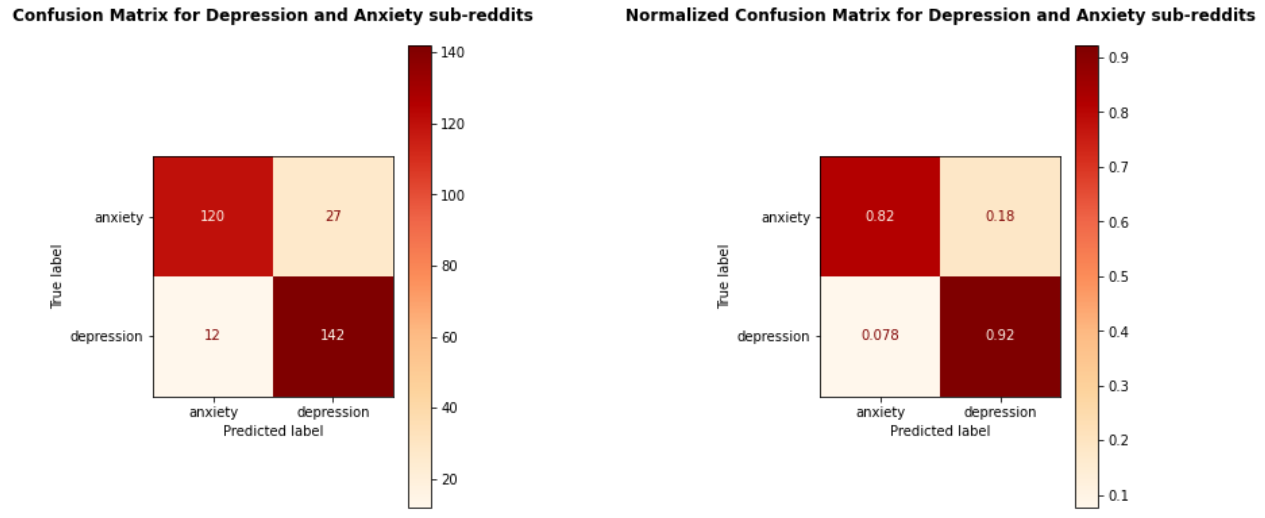 Confusion Matrix for Depression and Anxiety sub-reddits
140
120
100
80
60
40
20
True label
anxiety
depression
120 27
12 142
anxiety depression
Predicted label
Normalized Confusion Matrix for Depression and Anxiety sub-reddits
0.9
0.8
0.7
0.6
0.5
0.4
0.3
0.2
0.1
True label
anxiety
depression
0.82 0.18
0.078 0.92
anxiety depression
Predicted label